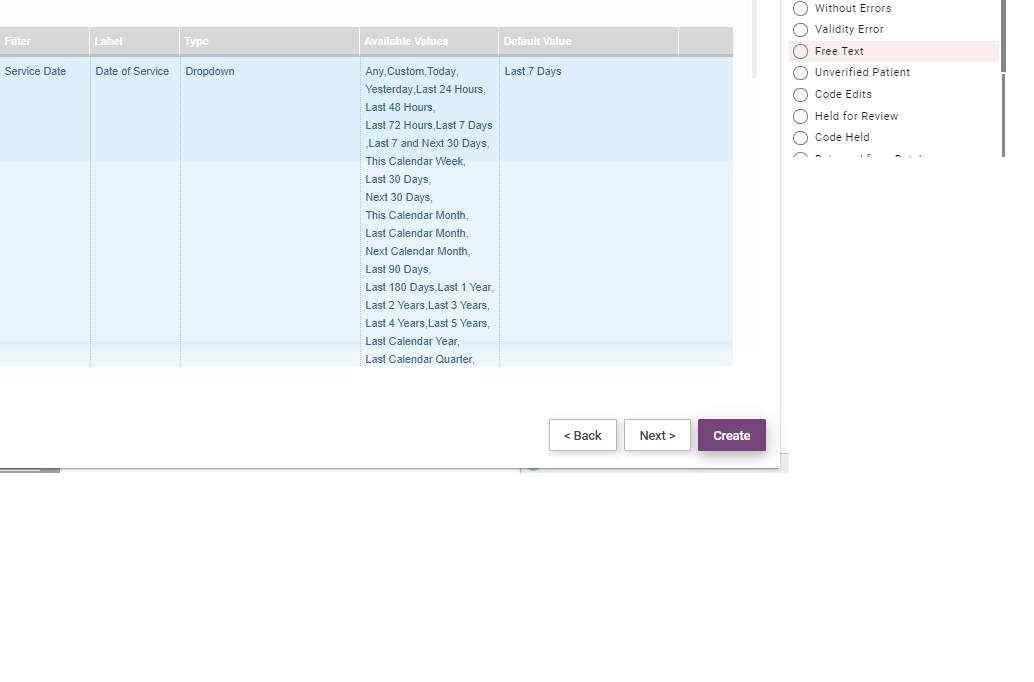 Filter Label Type Available Values Default Value
Service Date Date of Service Dropdown Any,Custom,Today, Last 7 Days
Yesterday,Last 24 Hours,
Last 48 Hours,
Last 72 Hours,Last 7 Days
,Last 7 and Next 30 Days,
This Calendar Week,
Last 30 Days,
Next 30 Days,
This Calendar Month,
Last Calendar Month,
Next Calendar Month,
Last 90 Days,
Last 180 Days,Last 1 Year,
Last 2 Years,Last 3 Years,
Last 4 Years,Last 5 Years,
Last Calendar Year,
Last Calendar Quarter,
< Back Next > Create
Without Errors
Validity Error
Free Text
Unverified Patient
Code Edits
Held for Review
Code Held